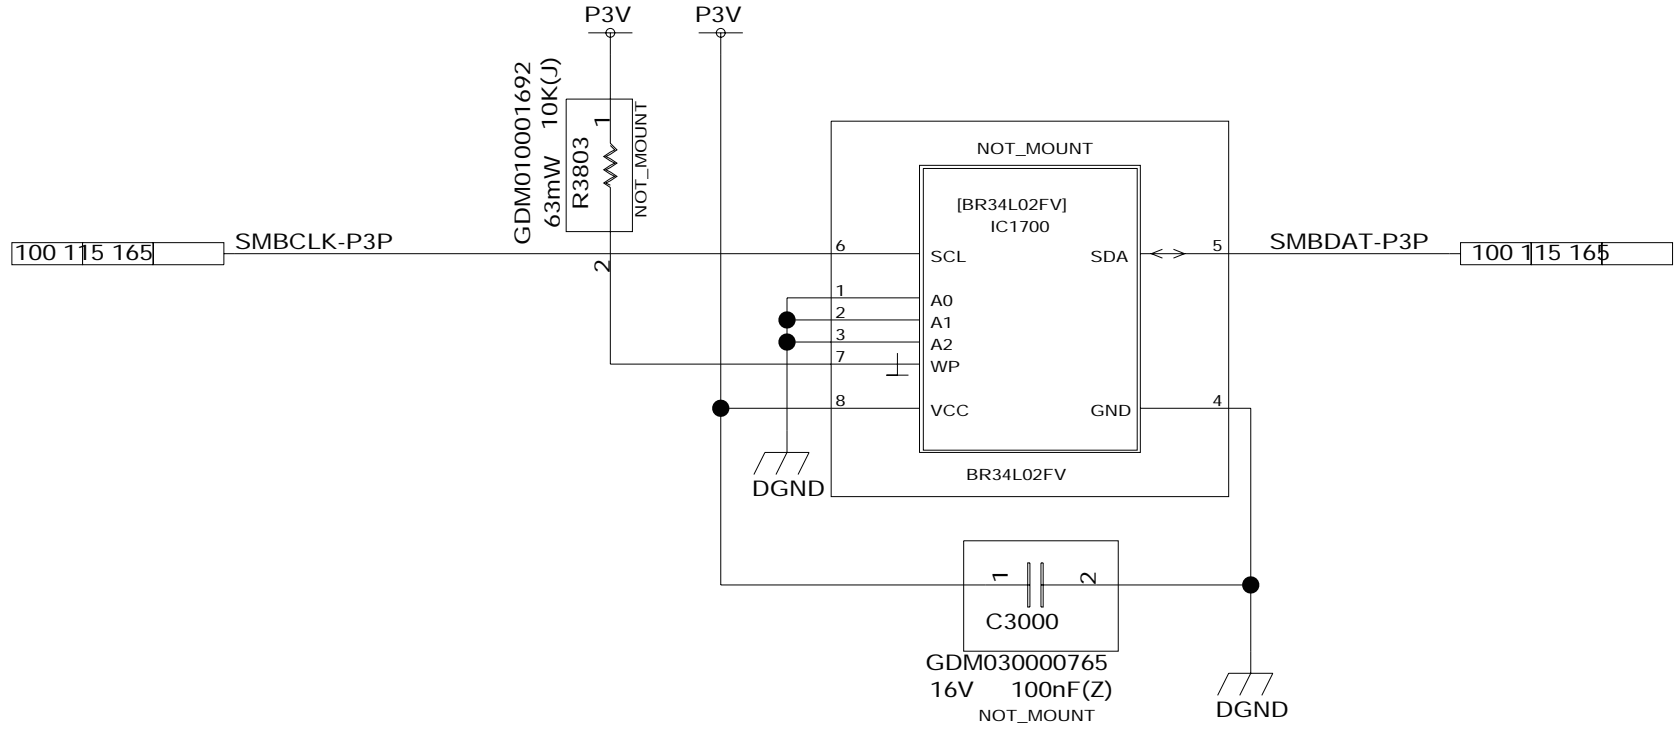 P3V
P3V
GDM010001692
63mW 10K(J)
R3803
1
2
NOT_MOUNT
NOT_MOUNT
[BR34L02FV]
IC1700
100 115 165
SMBCLK-P3P
6
SCL
SDA
5
SMBDAT-P3P
100 115 165
1
A0
2
A1
3
A2
7
WP
8
VCC
GND
4
BR34L02FV
DGND
1
2
C3000
GDM030000765
16V 100nF(Z)
NOT_MOUNT
DGND